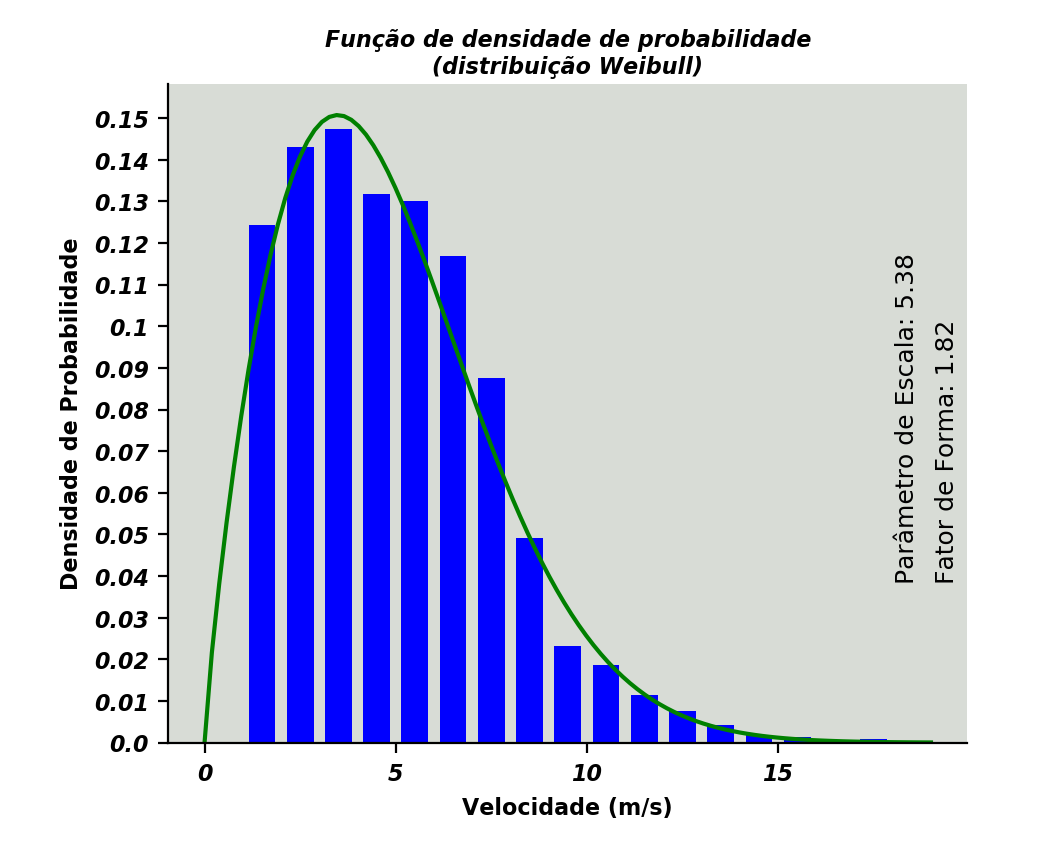 Função de densidade de probabilidade
(distribuição Weibull)
Densidade de Probabilidade
0.15
0.14
0.13
0.12
0.11
0.1
0.09
0.08
0.07
0.06
0.05
0.04
0.03
0.02
0.01
0.0
0 5 10 15
Velocidade (m/s)
Parâmetro de Escala: 5.38
Fator de Forma: 1.82